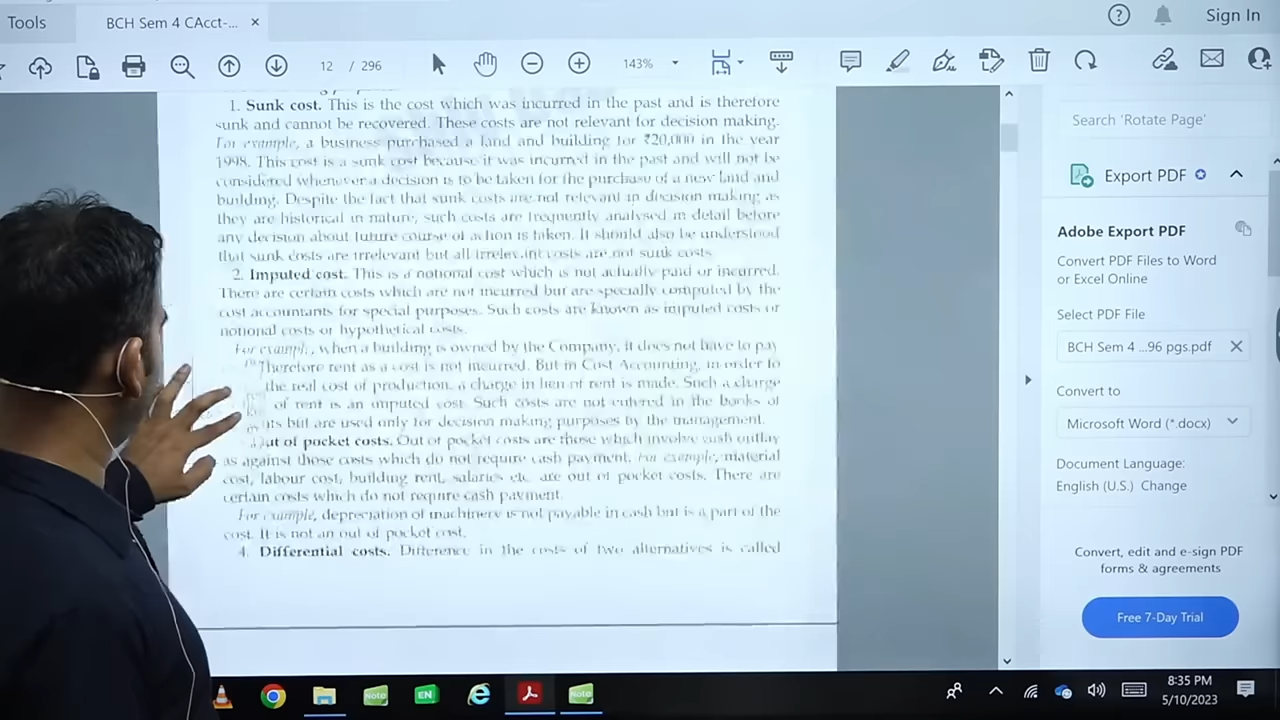 Tools
BCH Sem 4 CAcct-... ×
Sign In
12 / 296
143%
1. Sunk cost. This is the cost which was incurred in the past and is therefore
sunk and cannot be recovered. These costs are not relevant for decision making.
For example, a business purchased a land and building for ₹20,000 in the year
1998. This cost is a sunk cost because it was incurred in the past and will not be
considered whenever a decision is to be taken for the purchase of a new land and
building. Despite the fact that sunk costs are not relevant in decision making as
they are historical in nature, such costs are frequently analysed in detail before
any decision about future course of action is taken. It should also be understood
that sunk costs are irrelevant but all irrelevant costs are not sunk costs.
2. Imputed cost. This is a notional cost which is not actually paid or incurred.
There are certain costs which are not incurred but are specially computed by the
cost accountants for special purposes. Such costs are known as imputed costs or
notional costs or hypothetical costs.
For example, when a building is owned by the Company, it does not have to pay
Therefore rent as a cost is not incurred. But in Cost Accounting, in order to
the real cost of production, a charge in lieu of rent is made. Such a charge
of rent is an imputed cost. Such costs are not entered in the books of
but are used only for decision making purposes by the management.
ut of pocket costs. Out of pocket costs are those which involve cash outlay
as against those costs which do not require cash payment. For example, material
cost, labour cost, building rent, salaries etc. are out of pocket costs. There are
certain costs which do not require cash payment.
For example, depreciation of machinery is not payable in cash but is a part of the
cost. It is not an out of pocket cost.
4. Differential costs. Difference in the costs of two alternatives is called
Search 'Rotate Page'
Export PDF
Adobe Export PDF
Convert PDF Files to Word
or Excel Online
Select PDF File
BCH Sem 4 ...96 pgs.pdf ×
Convert to
Microsoft Word (*.docx)
Document Language:
English (U.S.) Change
Convert, edit and e-sign PDF
forms & agreements
Free 7-Day Trial
Note
EN
Note
8:35 PM
5/10/2023